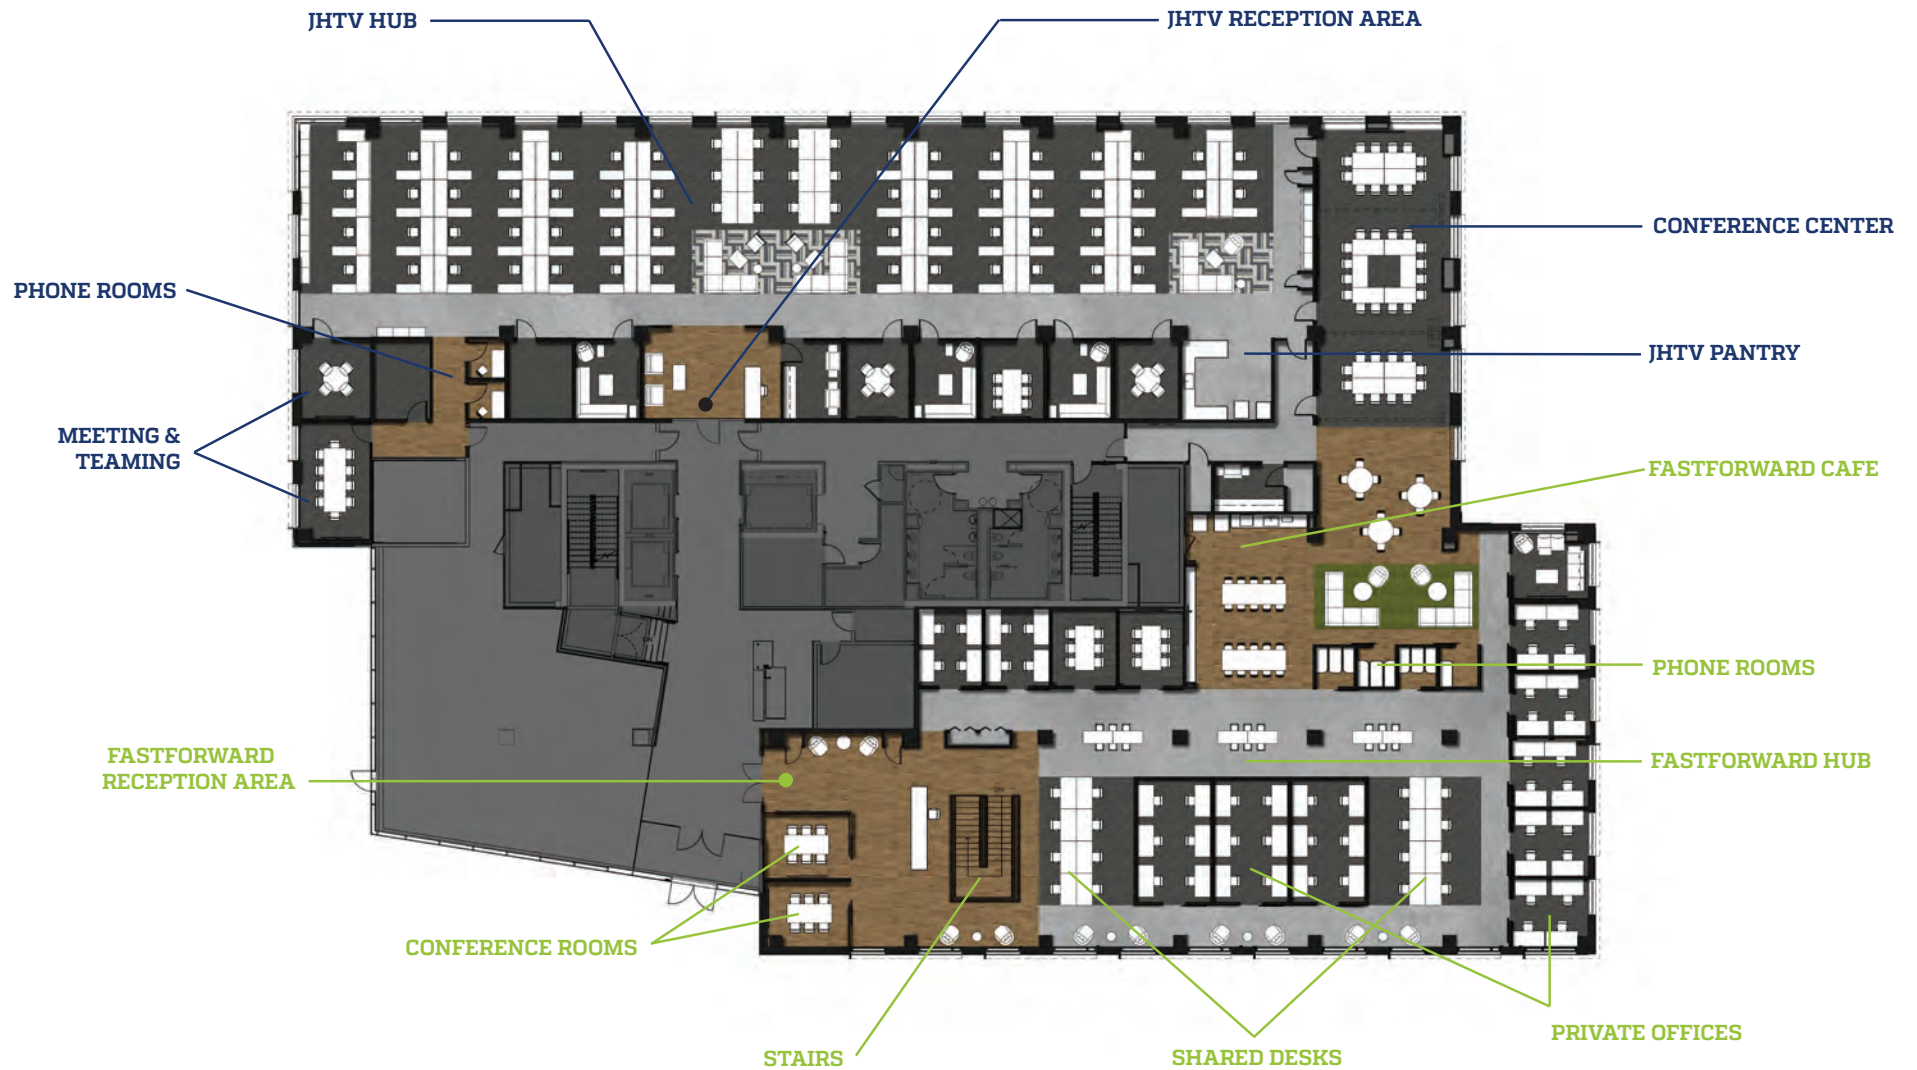 JHTV HUB
JHTV RECEPTION AREA
CONFERENCE CENTER
PHONE ROOMS
JHTV PANTRY
MEETING &
TEAMING
FASTFORWARD CAFE
PHONE ROOMS
FASTFORWARD
RECEPTION AREA
FASTFORWARD HUB
CONFERENCE ROOMS
PRIVATE OFFICES
STAIRS
SHARED DESKS